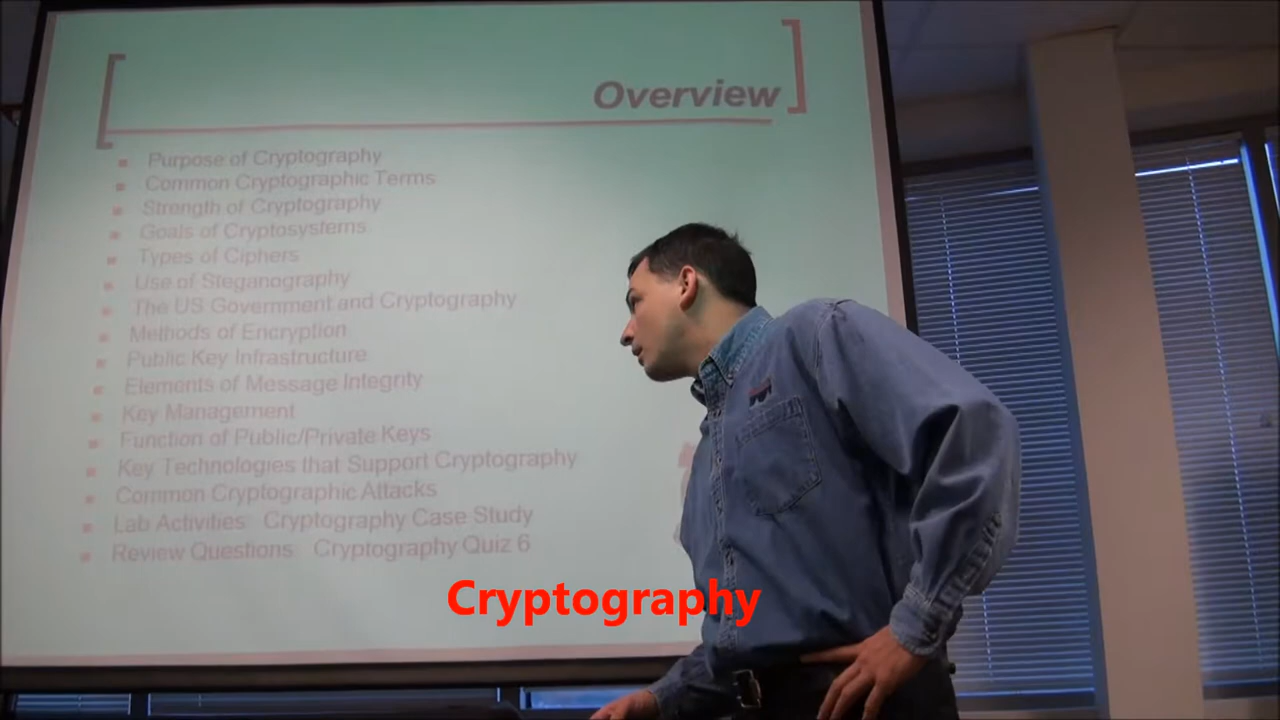 Overview
Purpose of Cryptography
Common Cryptographic Terms
Strength of Cryptography
Goals of Cryptosystems
Types of Ciphers
Use of Steganography
The US Government and Cryptography
Methods of Encryption
Public Key Infrastructure
Elements of Message Integrity
Key Management
Function of Public/Private Keys
Key Technologies that Support Cryptography
Common Cryptographic Attacks
Lab Activities: Cryptography Case Study
Review Questions: Cryptography Quiz 6
Cryptography